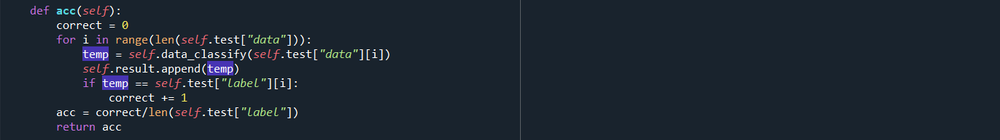 def acc(self):
correct = 0
for i in range(len(self.test["data"])):
temp = self.data_classify(self.test["data"][i])
self.result.append(temp)
if temp == self.test["label"][i]:
correct += 1
acc = correct/len(self.test["label"])
return acc